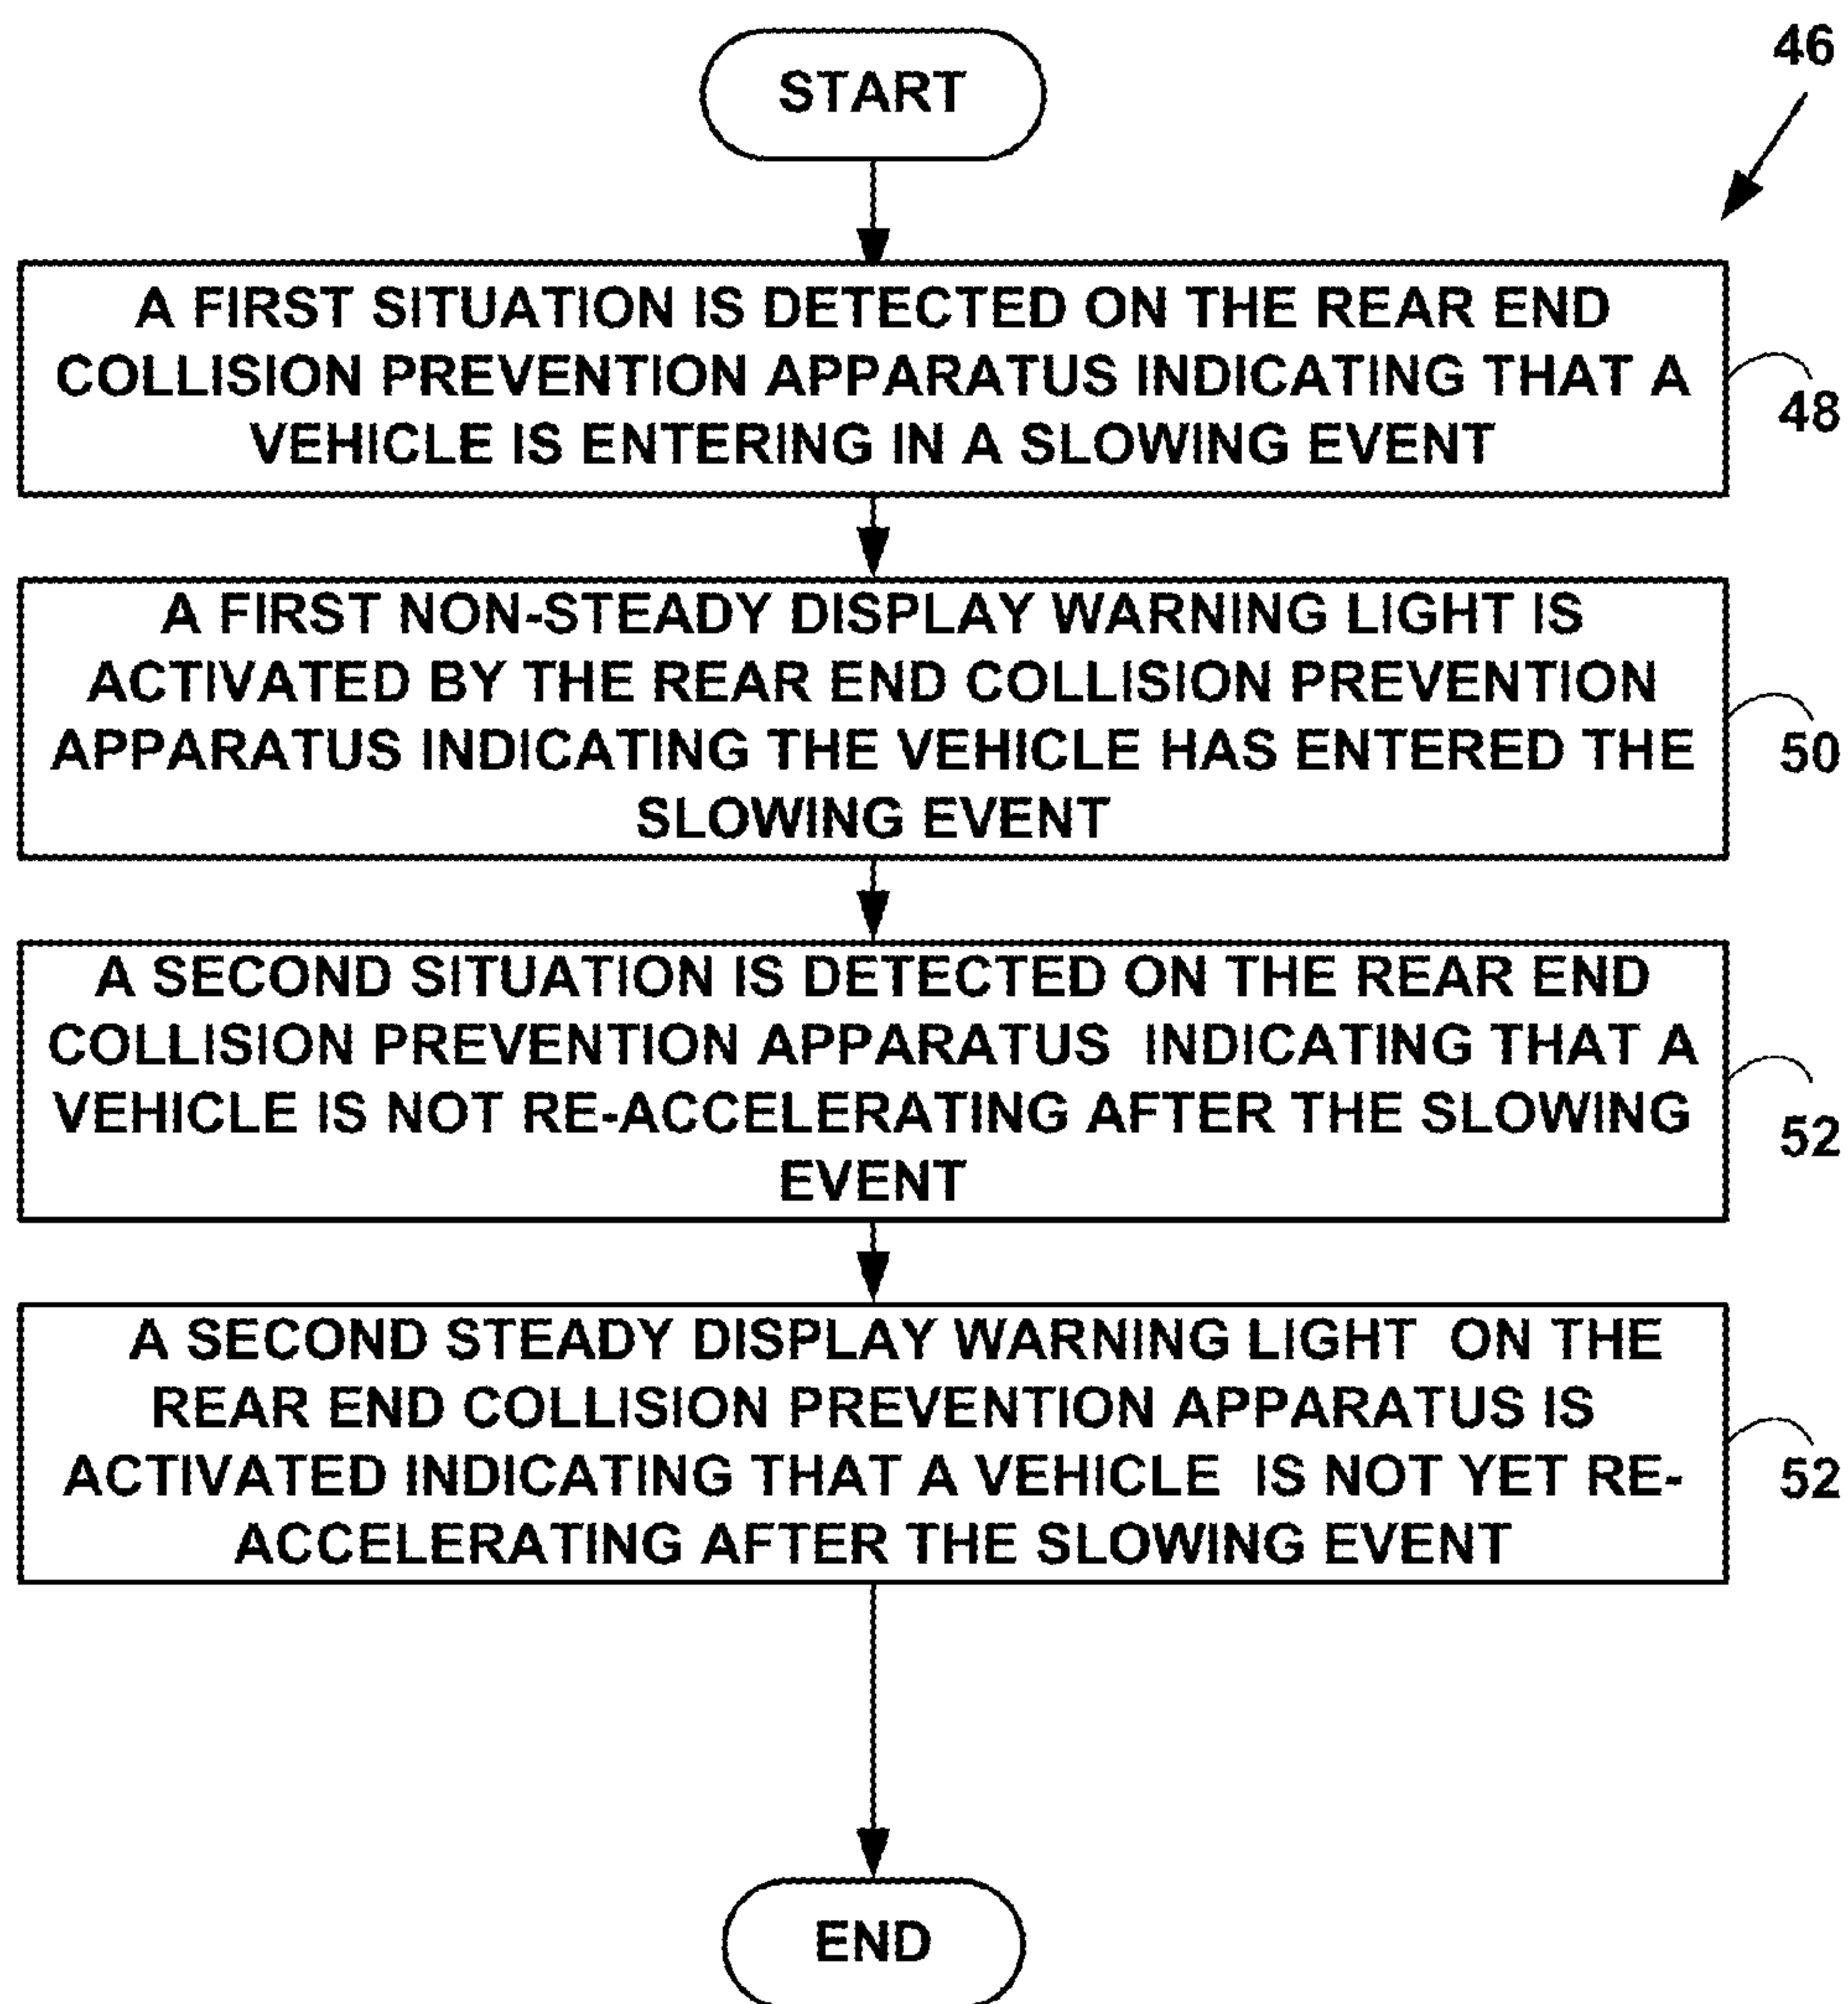 START
46
A FIRST SITUATION IS DETECTED ON THE REAR END
COLLISION PREVENTION APPARATUS INDICATING THAT A
VEHICLE IS ENTERING IN A SLOWING EVENT
48
A FIRST NON-STEADY DISPLAY WARNING LIGHT IS
ACTIVATED BY THE REAR END COLLISION PREVENTION
APPARATUS INDICATING THE VEHICLE HAS ENTERED THE
SLOWING EVENT
50
A SECOND SITUATION IS DETECTED ON THE REAR END
COLLISION PREVENTION APPARATUS INDICATING THAT A
VEHICLE IS NOT RE-ACCELERATING AFTER THE SLOWING
EVENT
52
A SECOND STEADY DISPLAY WARNING LIGHT ON THE
REAR END COLLISION PREVENTION APPARATUS IS
ACTIVATED INDICATING THAT A VEHICLE IS NOT YET RE-
ACCELERATING AFTER THE SLOWING EVENT
52
END